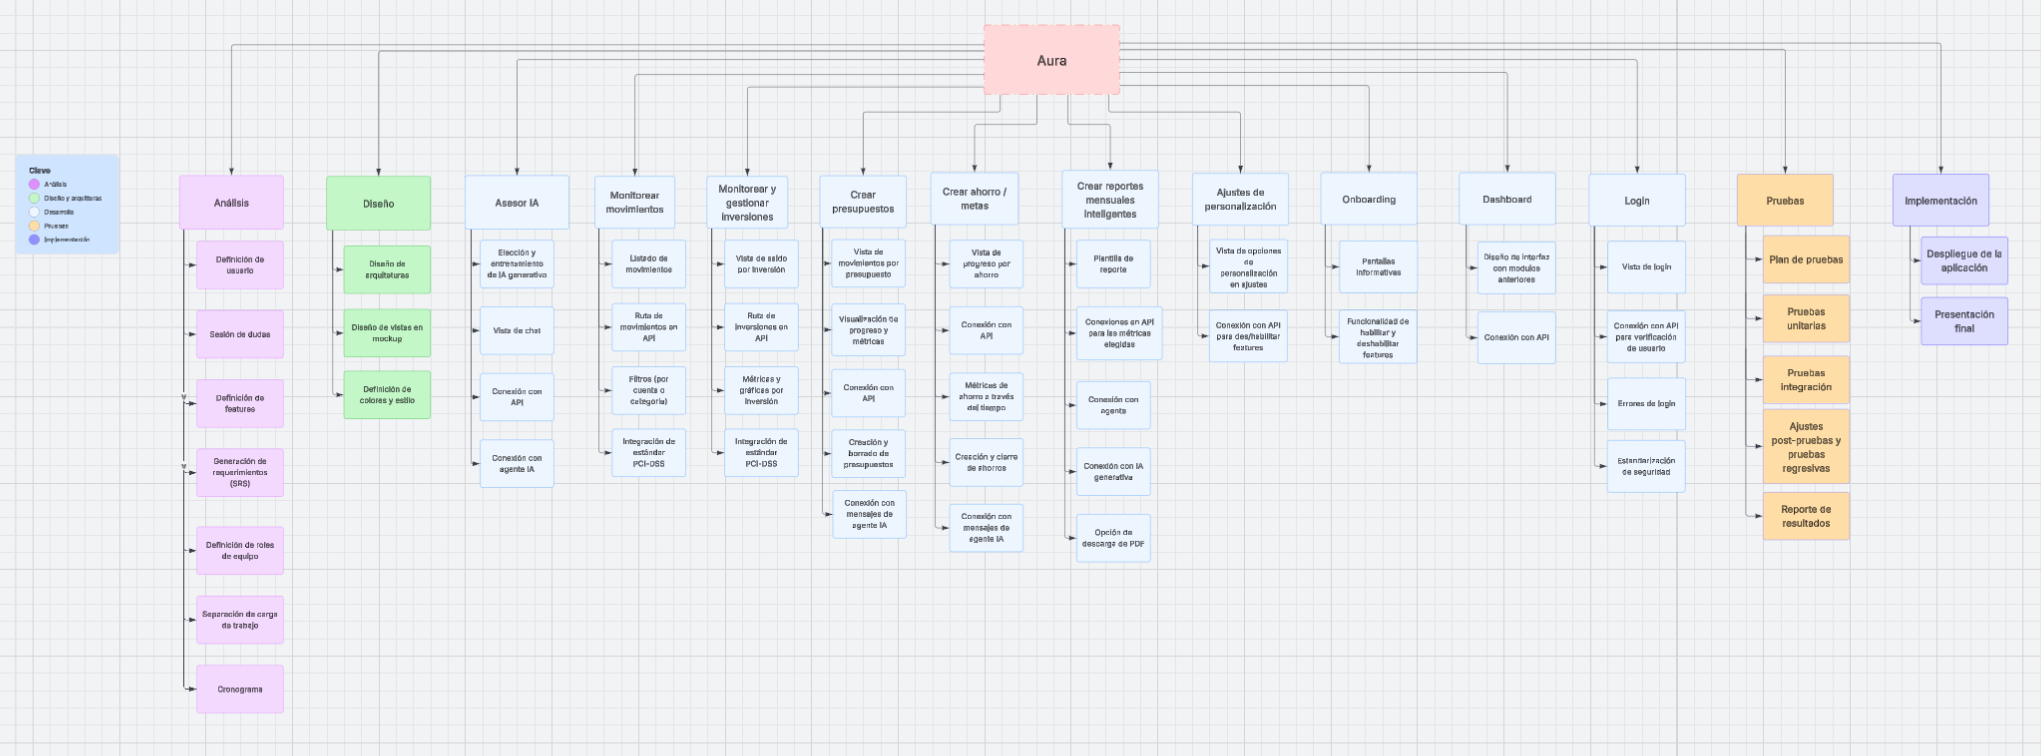 Aura
Clave
Análisis
Diseño y arquitturas
Desarrollo
Pruebas
Implementación
Análisis
Definición de
usuario
Sesión de dudas
Definición de
features
Generación de
requerimientos
(SRS)
Definición de roles
de equipo
Separación de carga
de trabajo
Cronograma
Diseño
Diseño de
arquiteturas
Diseño de vistas en
mockup
Definición de
colores y estilo
Asesor IA
Elección y
entrenamiento
de IA generativa
Vista de chat
Conexión con
API
Conexión con
agente IA
Monitorear
movimientos
Listado de
movimientos
Ruta de
movimientos en
API
Filtros (por
cuenta o
categoría)
Integración de
estándar
PCI-DSS
Monitorear y
gestionar
inversiones
Vista de saldo
por inversión
Ruta de
inversiones en
API
Métricas y
gráficas por
inversión
Integración de
estándar
PCI-DSS
Crear
presupuestos
Vista de
movimientos por
presupuesto
Visualización de
progreso y
métricas
Conexión con
API
Creación y
borrado de
presupuestos
Conexión con
mensajes de
agente IA
Crear ahorro /
metas
Vista de
progreso por
ahorro
Conexión con
API
Métricas de
ahorro a través
del tiempo
Creación y cierre
de ahorros
Conexión con
mensajes de
agente IA
Crear reportes
mensuales
inteligentes
Plantilla de
reporte
Conexiones en API
para las métricas
elegidas
Conexión con
agente
Conexión con IA
generativa
Opción de
descarga de PDF
Ajustes de
personalización
Vista de opciones
de
personalización
en ajustes
Conexión con API
para des/habilitar
features
Onboarding
Pantallas
informativas
Funcionalidad de
habilitar y
deshabilitar
features
Dashboard
Diseño de interfaz
con modulos
anteriores
Conexión con API
Login
Vista de login
Conexión con API
para verificación
de usuario
Errores de login
Estandarización
de seguridad
Pruebas
Plan de pruebas
Pruebas
unitarias
Pruebas
integración
Ajustes
post-pruebas y
pruebas
regresivas
Reporte de
resultados
Implementación
Despliegue de la
aplicación
Presentación
final